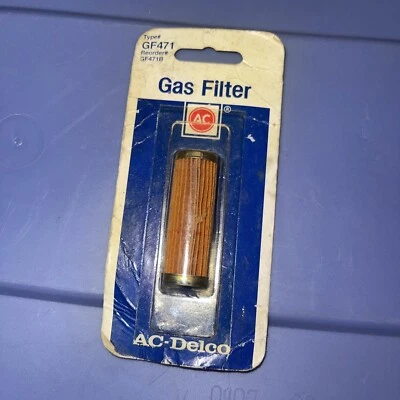 Type#
GF471
Reorder#
GF471B
Gas Filter
AC
®
AC-Delco